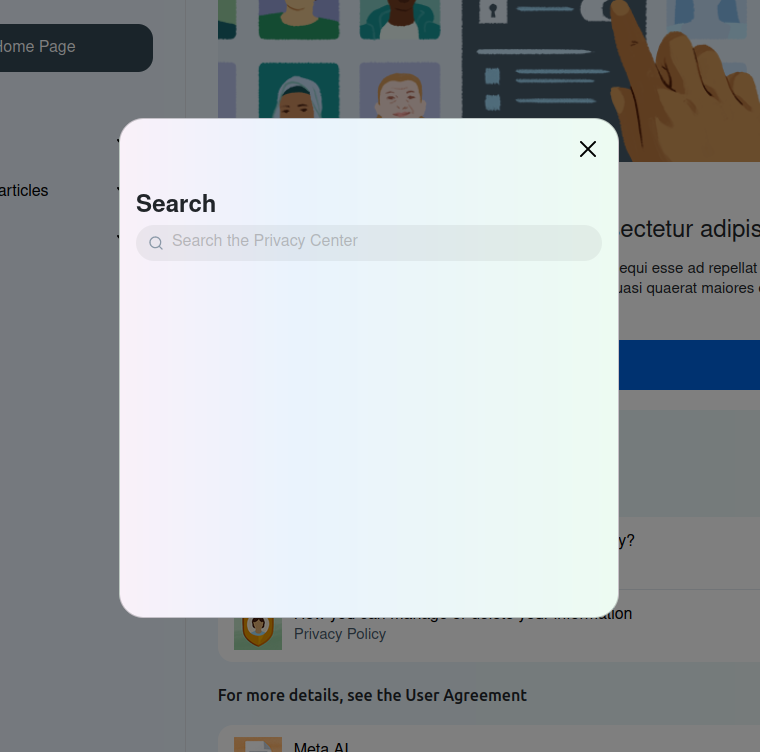 Home Page
articles
Search
Search the Privacy Center
ectetur adipis
equi esse ad repellat
uasi quaerat maiores
y?
How you can manage or delete your information
Privacy Policy
For more details, see the User Agreement
Meta AI